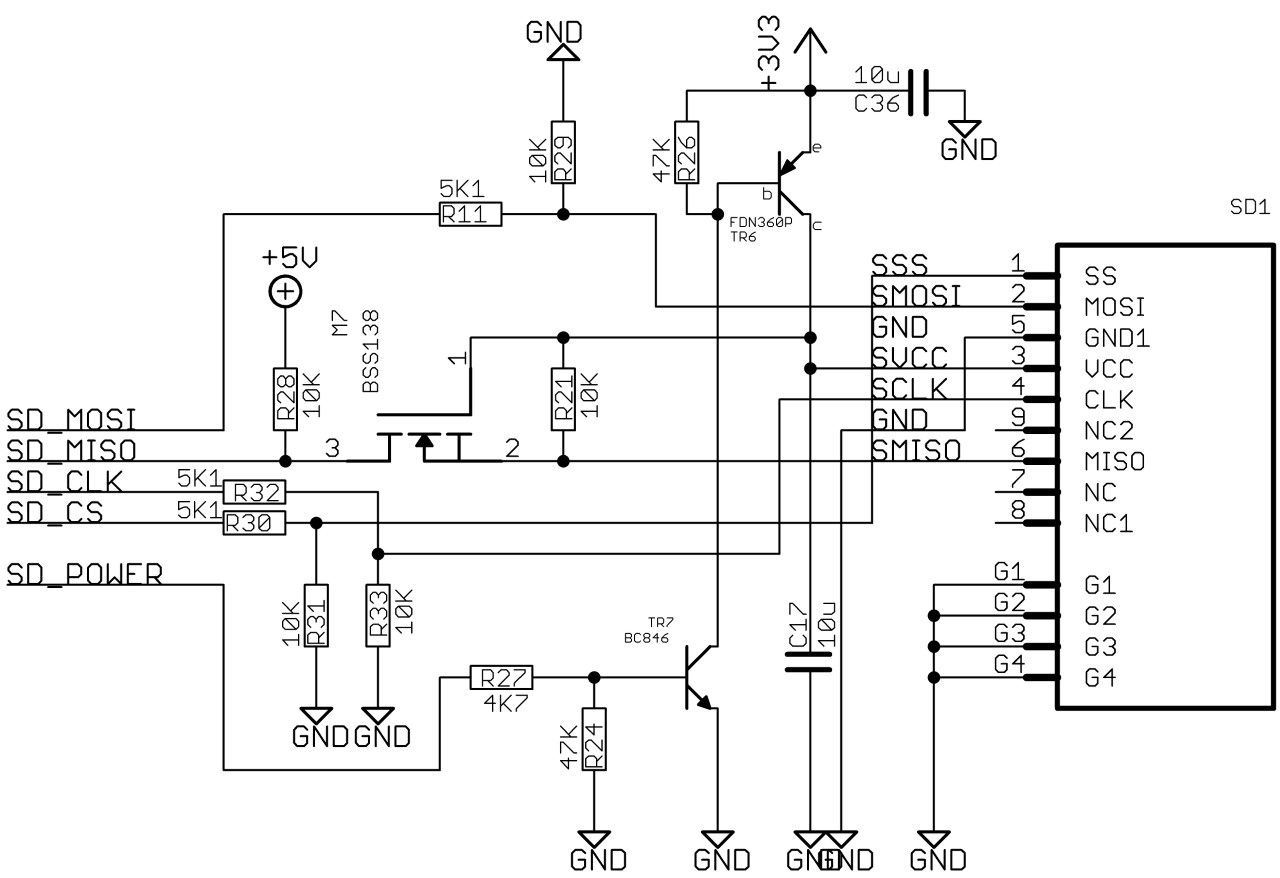 GND
+3V3
10u
C36
GND
10K
R29
47K
R26
e
b
c
FDN360P
TR6
5K1
R11
SD1
+5V
M7
BSS138
1
R28
10K
R21
10K
3
2
SD_MOSI
SD_MISO
SD_CLK
SD_CS
SD_POWER
5K1
R32
5K1
R30
SSS
SMOSI
GND
SVCC
SCLK
GND
SMISO
1 SS
2 MOSI
5 GND1
3 VCC
4 CLK
9 NC2
6 MISO
7 NC
8 NC1
G1 G1
G2 G2
G3 G3
G4 G4
10K
R31
R33
10K
GND
GND
TR7
BC846
C17
10u
R27
4K7
47K
R24
GND
GND
GND
GND
GND